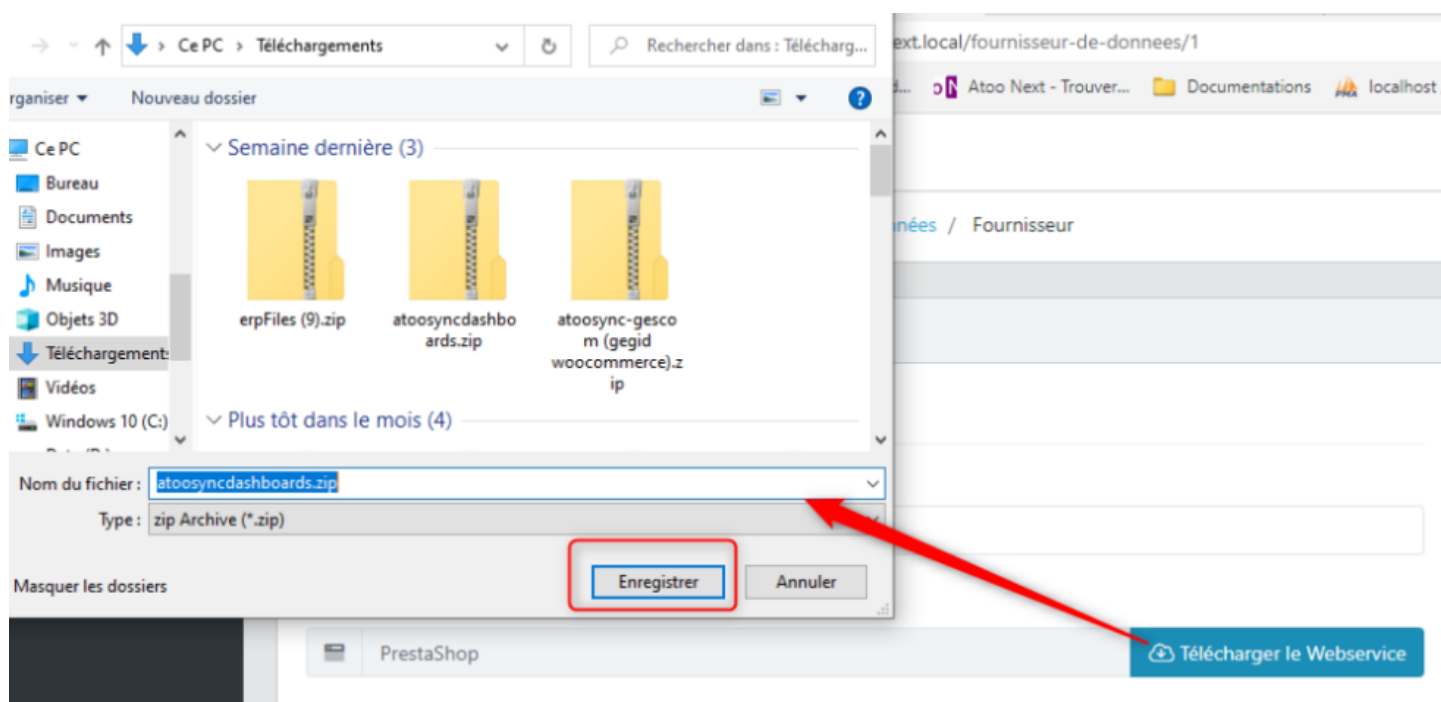 Ce PC > Téléchargements
Rechercher dans : Télécharg...
ext.local/fournisseur-de-donnees/1
rganiser
Nouveau dossier
Atoo Next - Trouver...
Documentations
localhost
Ce PC
Bureau
Documents
Images
Musique
Objets 3D
Téléchargements
Vidéos
Windows 10 (C:)
Semaine dernière (3)
erpFiles (9).zip
atoosyncdashbo
ards.zip
atoosync-gesco
m (gegid
woocommerce).z
ip
Plus tôt dans le mois (4)
nées / Fournisseur
Nom du fichier :
atoosyncdashboards.zip
Type :
zip Archive (*.zip)
Masquer les dossiers
Enregistrer
Annuler
PrestaShop
Télécharger le Webservice